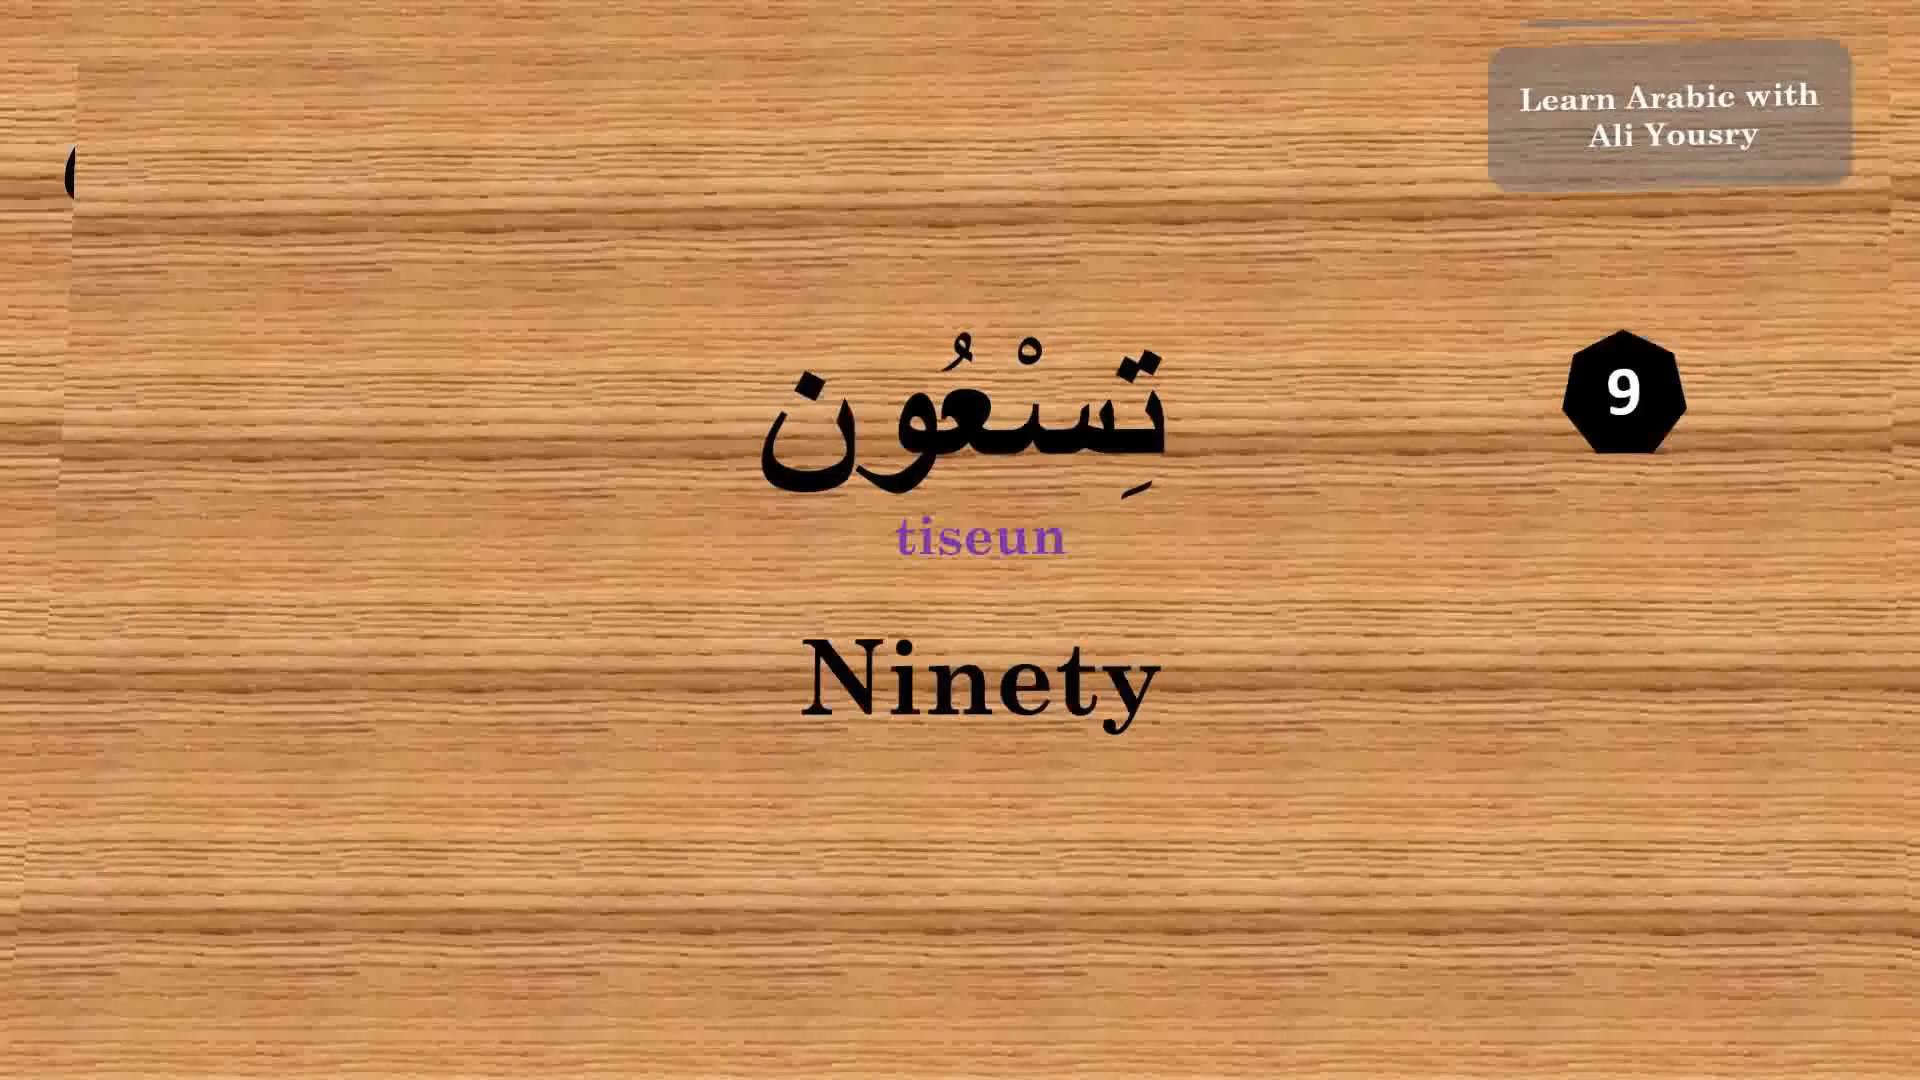 Learn Arabic with
Ali Yousry
9
تِسْعُون
tiseun
Ninety